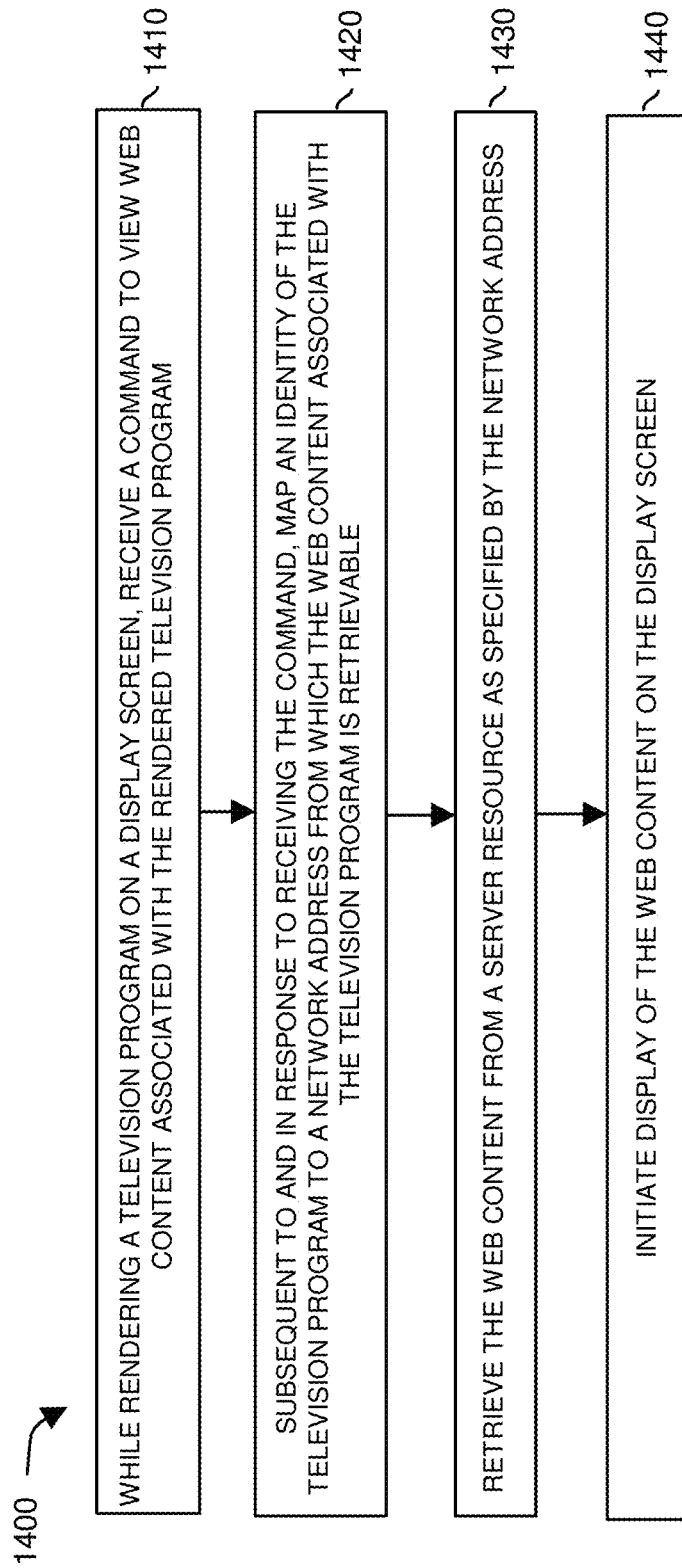 1400
WHILE RENDERING A TELEVISION PROGRAM ON A DISPLAY SCREEN, RECEIVE A COMMAND TO VIEW WEB
CONTENT ASSOCIATED WITH THE RENDERED TELEVISION PROGRAM
1410
SUBSEQUENT TO AND IN RESPONSE TO RECEIVING THE COMMAND, MAP AN IDENTITY OF THE
TELEVISION PROGRAM TO A NETWORK ADDRESS FROM WHICH THE WEB CONTENT ASSOCIATED WITH
THE TELEVISION PROGRAM IS RETRIEVABLE
1420
RETRIEVE THE WEB CONTENT FROM A SERVER RESOURCE AS SPECIFIED BY THE NETWORK ADDRESS
1430
INITIATE DISPLAY OF THE WEB CONTENT ON THE DISPLAY SCREEN
1440